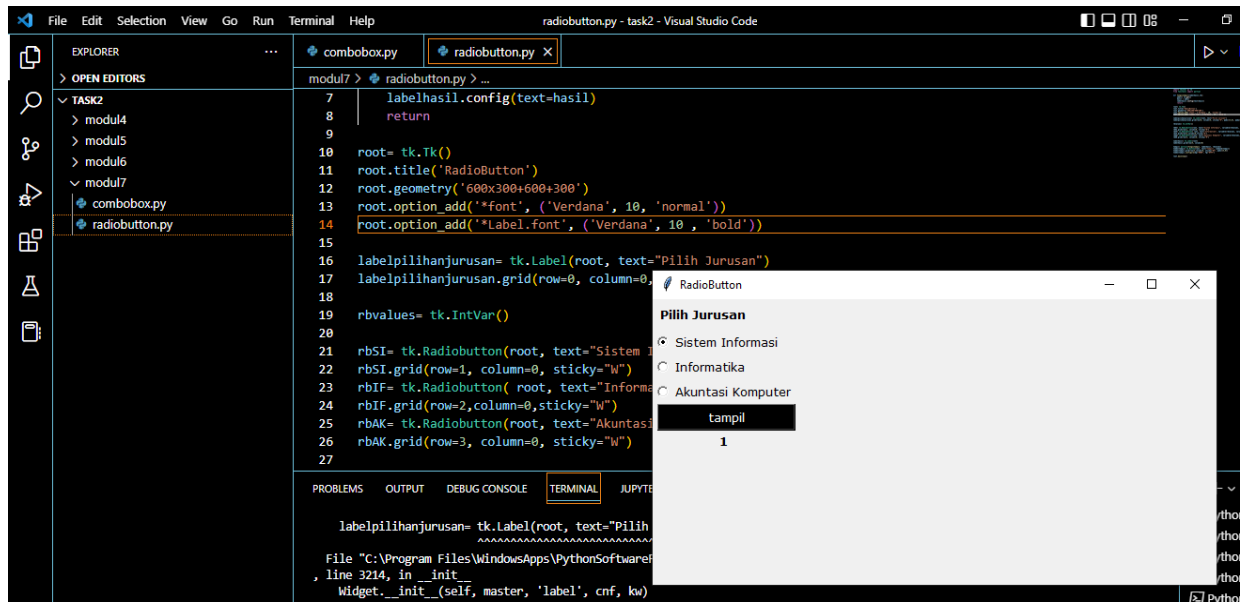 File Edit Selection View Go Run Terminal Help radiobutton.py - task2 - Visual Studio Code
EXPLORER ...
combobox.py radiobutton.py
OPEN EDITORS
modul7 > radiobutton.py > ...
TASK2
modul4
modul5
modul6
modul7
combobox.py
radiobutton.py
7 labelhasil.config(text=hasil)
8 return
9
10 root= tk.Tk()
11 root.title('RadioButton')
12 root.geometry('600x300+600+300')
13 root.option_add('*font', ('Verdana', 10, 'normal'))
14 root.option_add('*Label.font', ('Verdana', 10 , 'bold'))
15
16 labelpilihanjurusan= tk.Label(root, text="Pilih Jurusan")
17 labelpilihanjurusan.grid(row=0, column=0,
18
19 rbvalues= tk.IntVar()
20
21 rbSI= tk.Radiobutton(root, text="Sistem I
22 rbSI.grid(row=1, column=0, sticky="W")
23 rbIF= tk.Radiobutton( root, text="Informa
24 rbIF.grid(row=2,column=0,sticky="W")
25 rbAK= tk.Radiobutton(root, text="Akuntasi
26 rbAK.grid(row=3, column=0, sticky="W")
27
RadioButton
Pilih Jurusan
Sistem Informasi
Informatika
Akuntasi Komputer
tampil
1
PROBLEMS OUTPUT DEBUG CONSOLE TERMINAL JUPYTE
labelpilihanjurusan= tk.Label(root, text="Pilih
^^^^^^^^^^^^^^^^^^^^^^^^^^
File "C:\Program Files\WindowsApps\PythonSoftwareF
, line 3214, in __init__
Widget.__init__(self, master, 'label', cnf, kw)
ython
ython
ython
ython
Python